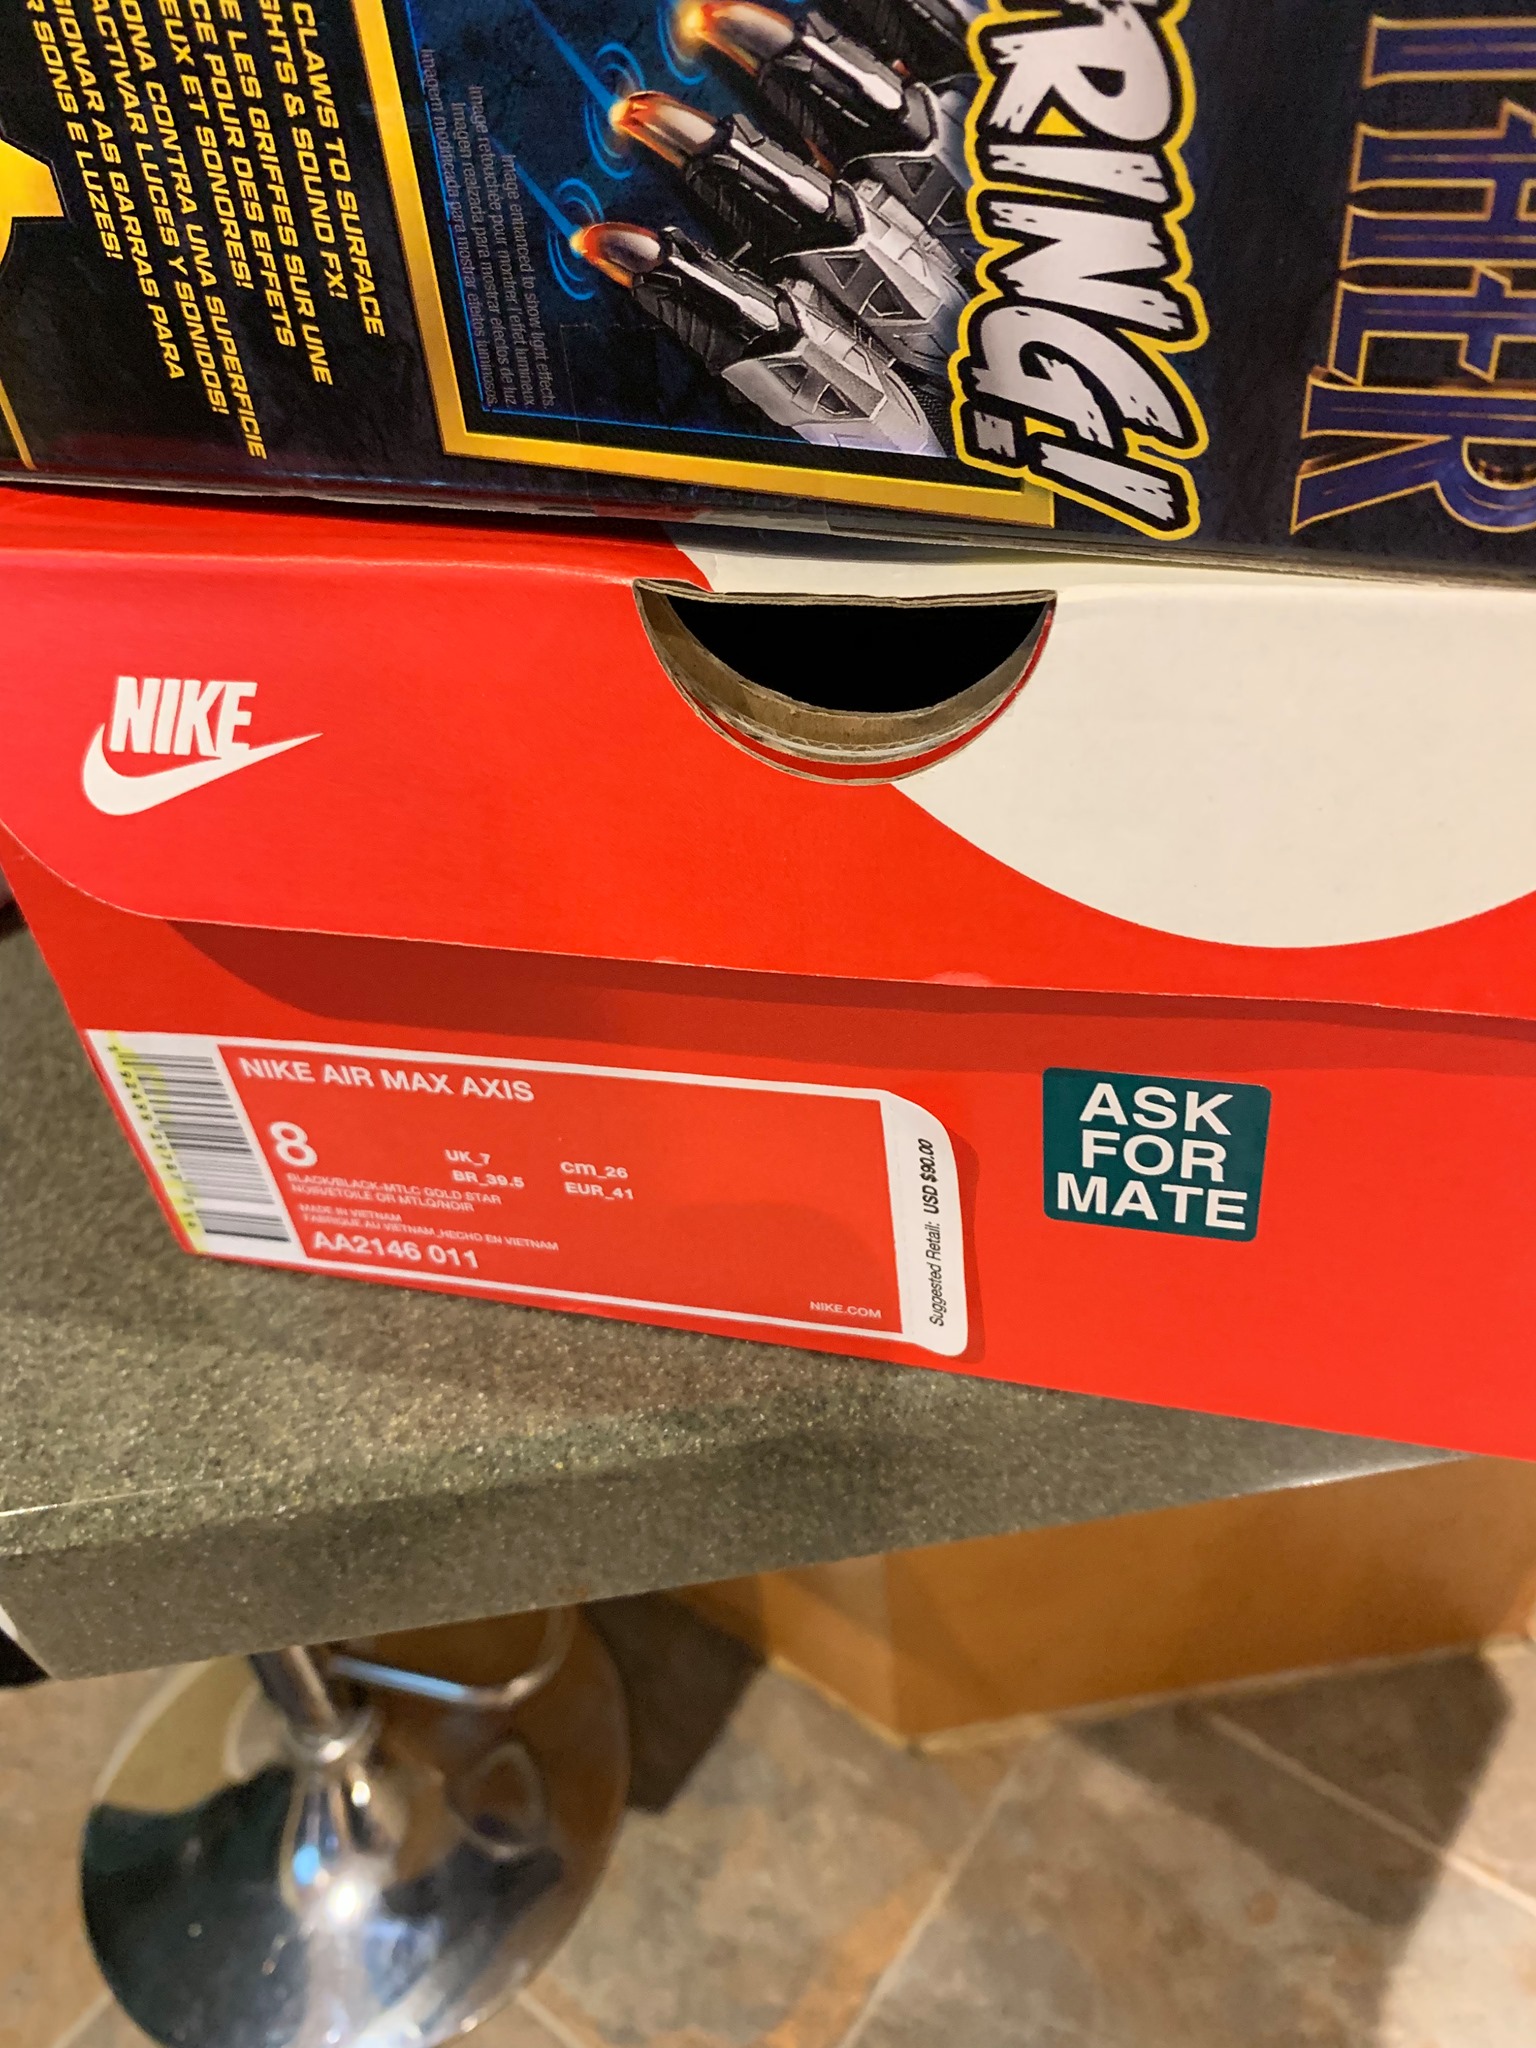 CLAWS TO SURFACE
GHTS & SOUND FX!
E LES GRIFFES SUR UNE
CE POUR DES EFFETS
EUX ET SONORES!
ONA CONTRA UNA SUPERFICIE
ACTIVAR LUCES Y SONIDOS!
IONAR AS GARRAS PARA
R SONS E LUZES!
Image enhanced to show light effects.
Image retouchée pour montrer l'effet lumineux.
Imagen realzada para mostrar efectos de luz.
Imagem modificada para mostrar efeitos luminosos.
RING!
E
THER
NIKE
NIKE AIR MAX AXIS
8
UK_7
cm_26
BR_39.5
EUR_41
BLACK/BLACK-MTLC GOLD STAR
NOIR/ETOILE OR MTLQ/NOIR
MADE IN VIETNAM
FABRIQUE AU VIETNAM_HECHO EN VIETNAM
AA2146 011
NIKE.COM
Suggested Retail: USD $90.00
ASK
FOR
MATE